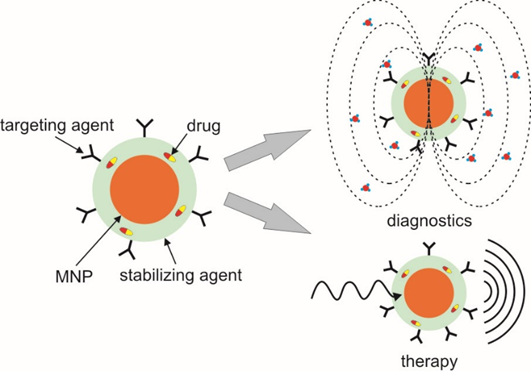 targeting agent
drug
MNP
stabilizing agent
diagnostics
therapy